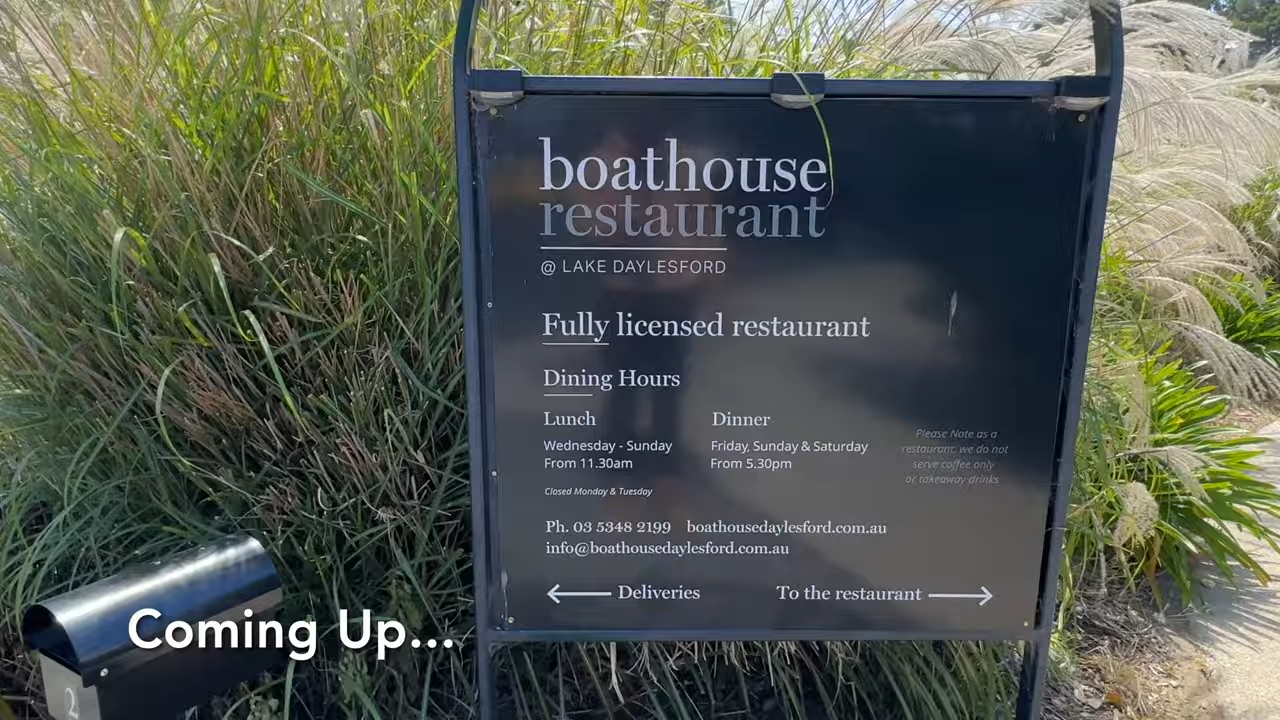 boathouse
restaurant
@ LAKE DAYLESFORD
Fully licensed restaurant
Dining Hours
Lunch
Wednesday - Sunday
From 11.30am
Closed Monday & Tuesday
Dinner
Friday, Sunday & Saturday
From 5.30pm
Please Note as a
restaurant, we do not
serve coffee only
or takeaway drinks
Ph. 03 5348 2199 boathousedaylesford.com.au
info@boathousedaylesford.com.au
Deliveries
To the restaurant
Coming Up...
2